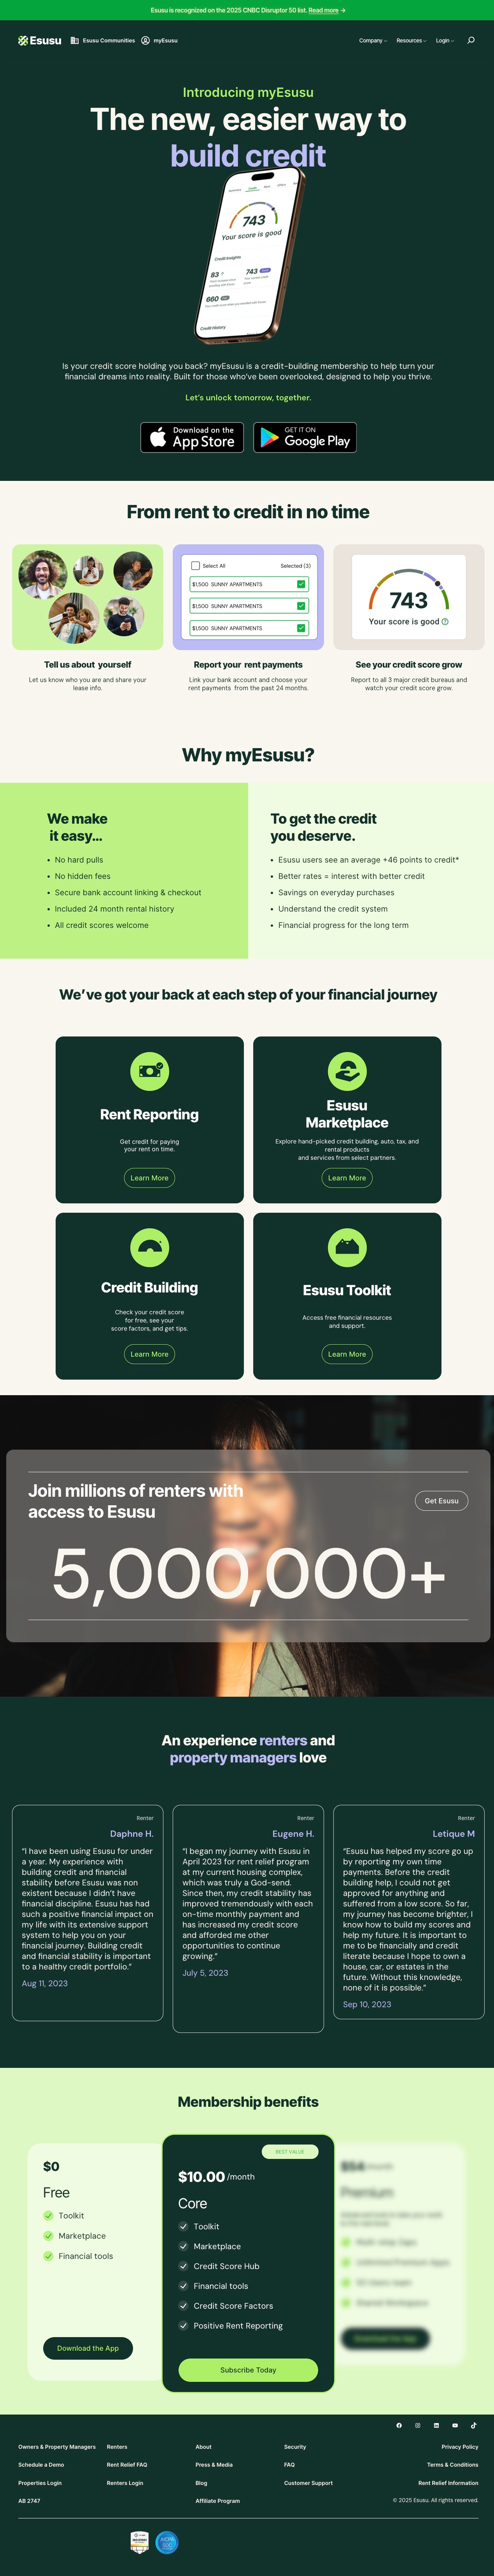 Esusu is recognized on the 2025 CNBC Disruptor 50 list. Read more →
Esusu
Esusu Communities
myEsusu
Company
Resources
Login
Introducing myEsusu
The new, easier way to
build credit
743
Your score is good
Credit Insights
83
743
660
Credit History
Is your credit score holding you back? myEsusu is a credit-building membership to help turn your
financial dreams into reality. Built for those who've been overlooked, designed to help you thrive.
Let's unlock tomorrow, together.
Download on the
App Store
GET IT ON
Google Play
From rent to credit in no time
Select All
Selected (3)
$1,500 SUNNY APARTMENTS
$1,500 SUNNY APARTMENTS
$1,500 SUNNY APARTMENTS
743
Your score is good
Tell us about yourself
Let us know who you are and share your
lease info.
Report your rent payments
Link your bank account and choose your
rent payments from the past 24 months.
See your credit score grow
Report to all 3 major credit bureaus and
watch your credit score grow.
Why myEsusu?
We make
it easy...
• No hard pulls
• No hidden fees
• Secure bank account linking & checkout
• Included 24 month rental history
• All credit scores welcome
To get the credit
you deserve.
• Esusu users see an average +46 points to credit*
• Better rates = interest with better credit
• Savings on everyday purchases
• Understand the credit system
• Financial progress for the long term
We've got your back at each step of your financial journey
Rent Reporting
Get credit for paying
your rent on time.
Learn More
Esusu
Marketplace
Explore hand-picked credit building, auto, tax, and
rental products
and services from select partners.
Learn More
Credit Building
Check your credit score
for free, see your
score factors, and get tips.
Learn More
Esusu Toolkit
Access free financial resources
and support.
Learn More
Join millions of renters with
access to Esusu
Get Esusu
5,000,000+
An experience renters and
property managers love
Renter
Daphne H.
“I have been using Esusu for under
a year. My experience with
building credit and financial
stability before Esusu was non
existent because I didn't have
financial discipline. Esusu has had
such a positive financial impact on
my life with its extensive support
system to help you on your
financial journey. Building credit
and financial stability is important
to a healthy credit portfolio.”
Aug 11, 2023
Renter
Eugene H.
“I began my journey with Esusu in
April 2023 for rent relief program
at my current housing complex,
which was truly a God-send.
Since then, my credit stability has
improved tremendously with each
on-time monthly payment and
has increased my credit score
and afforded me other
opportunities to continue
growing.”
July 5, 2023
Renter
Letique M
“Esusu has helped my score go up
by reporting my own time
payments. Before the credit
building help, I could not get
approved for anything and
suffered from a low score. So far,
my journey has become brighter, I
know how to build my scores and
help my future. It is important to
me to be financially and credit
literate because I hope to own a
house, car, or estates in the
future. Without this knowledge,
none of it is possible.”
Sep 10, 2023
Membership benefits
$0
Free
Toolkit
Marketplace
Financial tools
Download the App
BEST VALUE
$10.00 /month
Core
Toolkit
Marketplace
Credit Score Hub
Financial tools
Credit Score Factors
Positive Rent Reporting
Subscribe Today
Premium
Owners & Property Managers
Schedule a Demo
Properties Login
AB 2747
Renters
Rent Relief FAQ
Renters Login
About
Press & Media
Blog
Affiliate Program
Security
FAQ
Customer Support
Privacy Policy
Terms & Conditions
Rent Relief Information
© 2025 Esusu. All rights reserved.